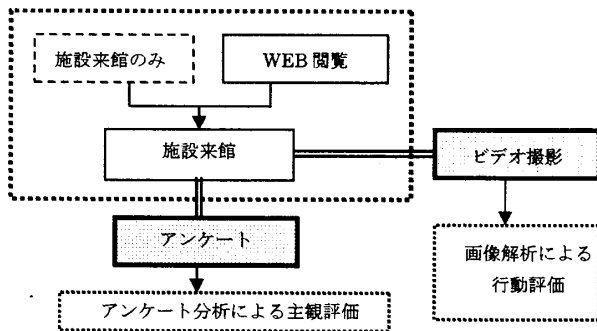 施設来館のみ
WEB 閲覧
施設来館
ビデオ撮影
アンケート
画像解析による
行動評価
アンケート分析による主観評価